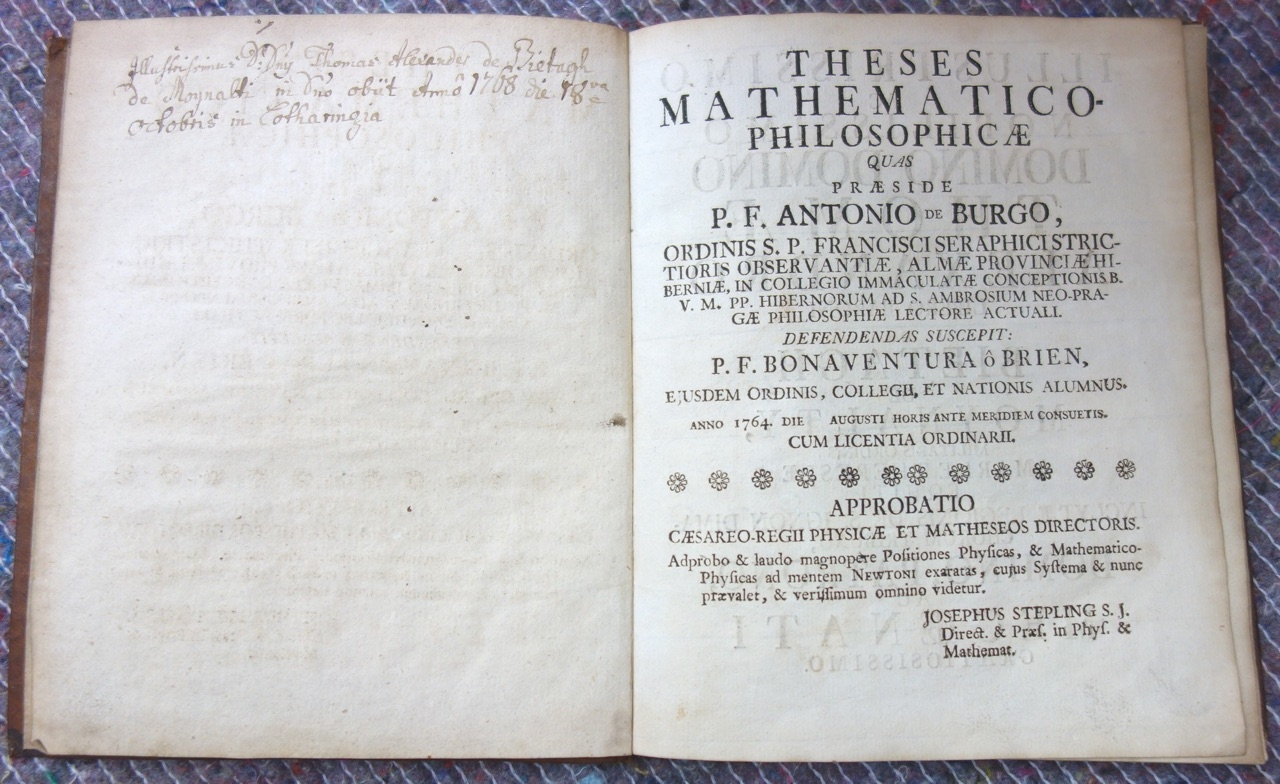 Illustrissimus D: Dny Thomas Alexander de Bietagh
de Moynalti in Dno obiit Annô 1768 die 18va
octobris in Lotharingia
THESES
MATHEMATICO-
PHILOSOPHICÆ
QUAS
PRÆSIDE
P. F. ANTONIO DE BURGO,
ORDINIS S. P. FRANCISCI SERAPHICI STRIC-
TIORIS OBSERVANTIÆ, ALMÆ PROVINCIÆ HI-
BERNIÆ, IN COLLEGIO IMMACULATÆ CONCEPTIONIS B.
V. M. PP. HIBERNORUM AD S. AMBROSIUM NEO-PRA-
GÆ PHILOSOPHIÆ LECTORE ACTUALI.
DEFENDENDAS SUSCEPIT:
P. F. BONAVENTURA ô BRIEN,
EJUSDEM ORDINIS, COLLEGII, ET NATIONIS ALUMNUS.
ANNO 1764. DIE AUGUSTI HORIS ANTE MERIDIEM CONSUETIS.
CUM LICENTIA ORDINARII.
APPROBATIO
CÆSAREO-REGII PHYSICÆ ET MATHESEOS DIRECTORIS.
Adprobo & laudo magnopere Poſitiones Phyſicas, & Mathematico-
Phyſicas ad mentem NEWTONI exaratas, cujus Syſtema & nunc
prævalet, & veriſſimum omnino videtur.
JOSEPHUS STEPLING S. J.
Direct. & Præſ. in Phyſ. &
Mathemat.